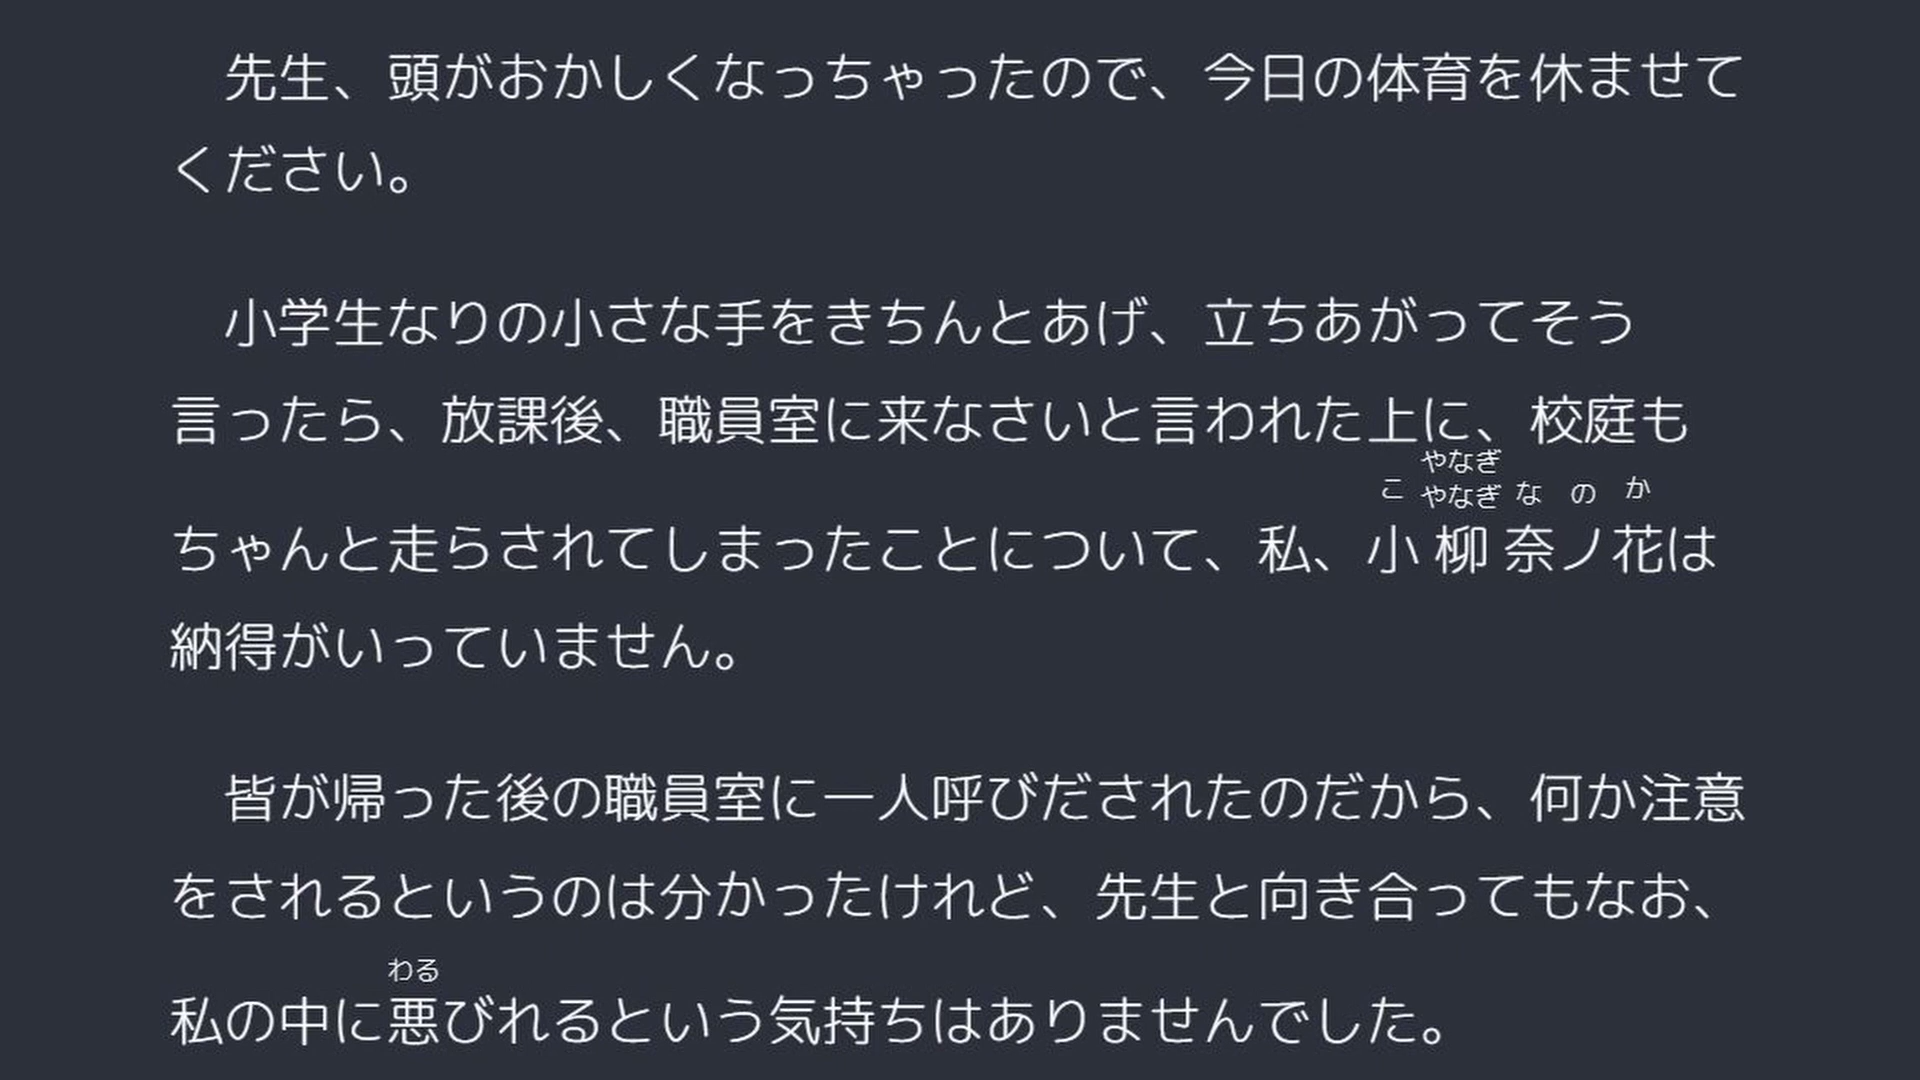 先生、頭がおかしくなっちゃったので、今日の体育を休ませて
ください。
小学生なりの小さな手をきちんとあげ、立ちあがってそう
言ったら、放課後、職員室に来なさいと言われた上に、校庭も
やなぎ
こ やなぎ な の か
ちゃんと走らされてしまったことについて、私、小柳奈ノ花は
納得がいっていません。
皆が帰った後の職員室に一人呼びだされたのだから、何か注意
をされるというのは分かったけれど、先生と向き合ってもなお、
わる
私の中に悪びれるという気持ちはありませんでした。